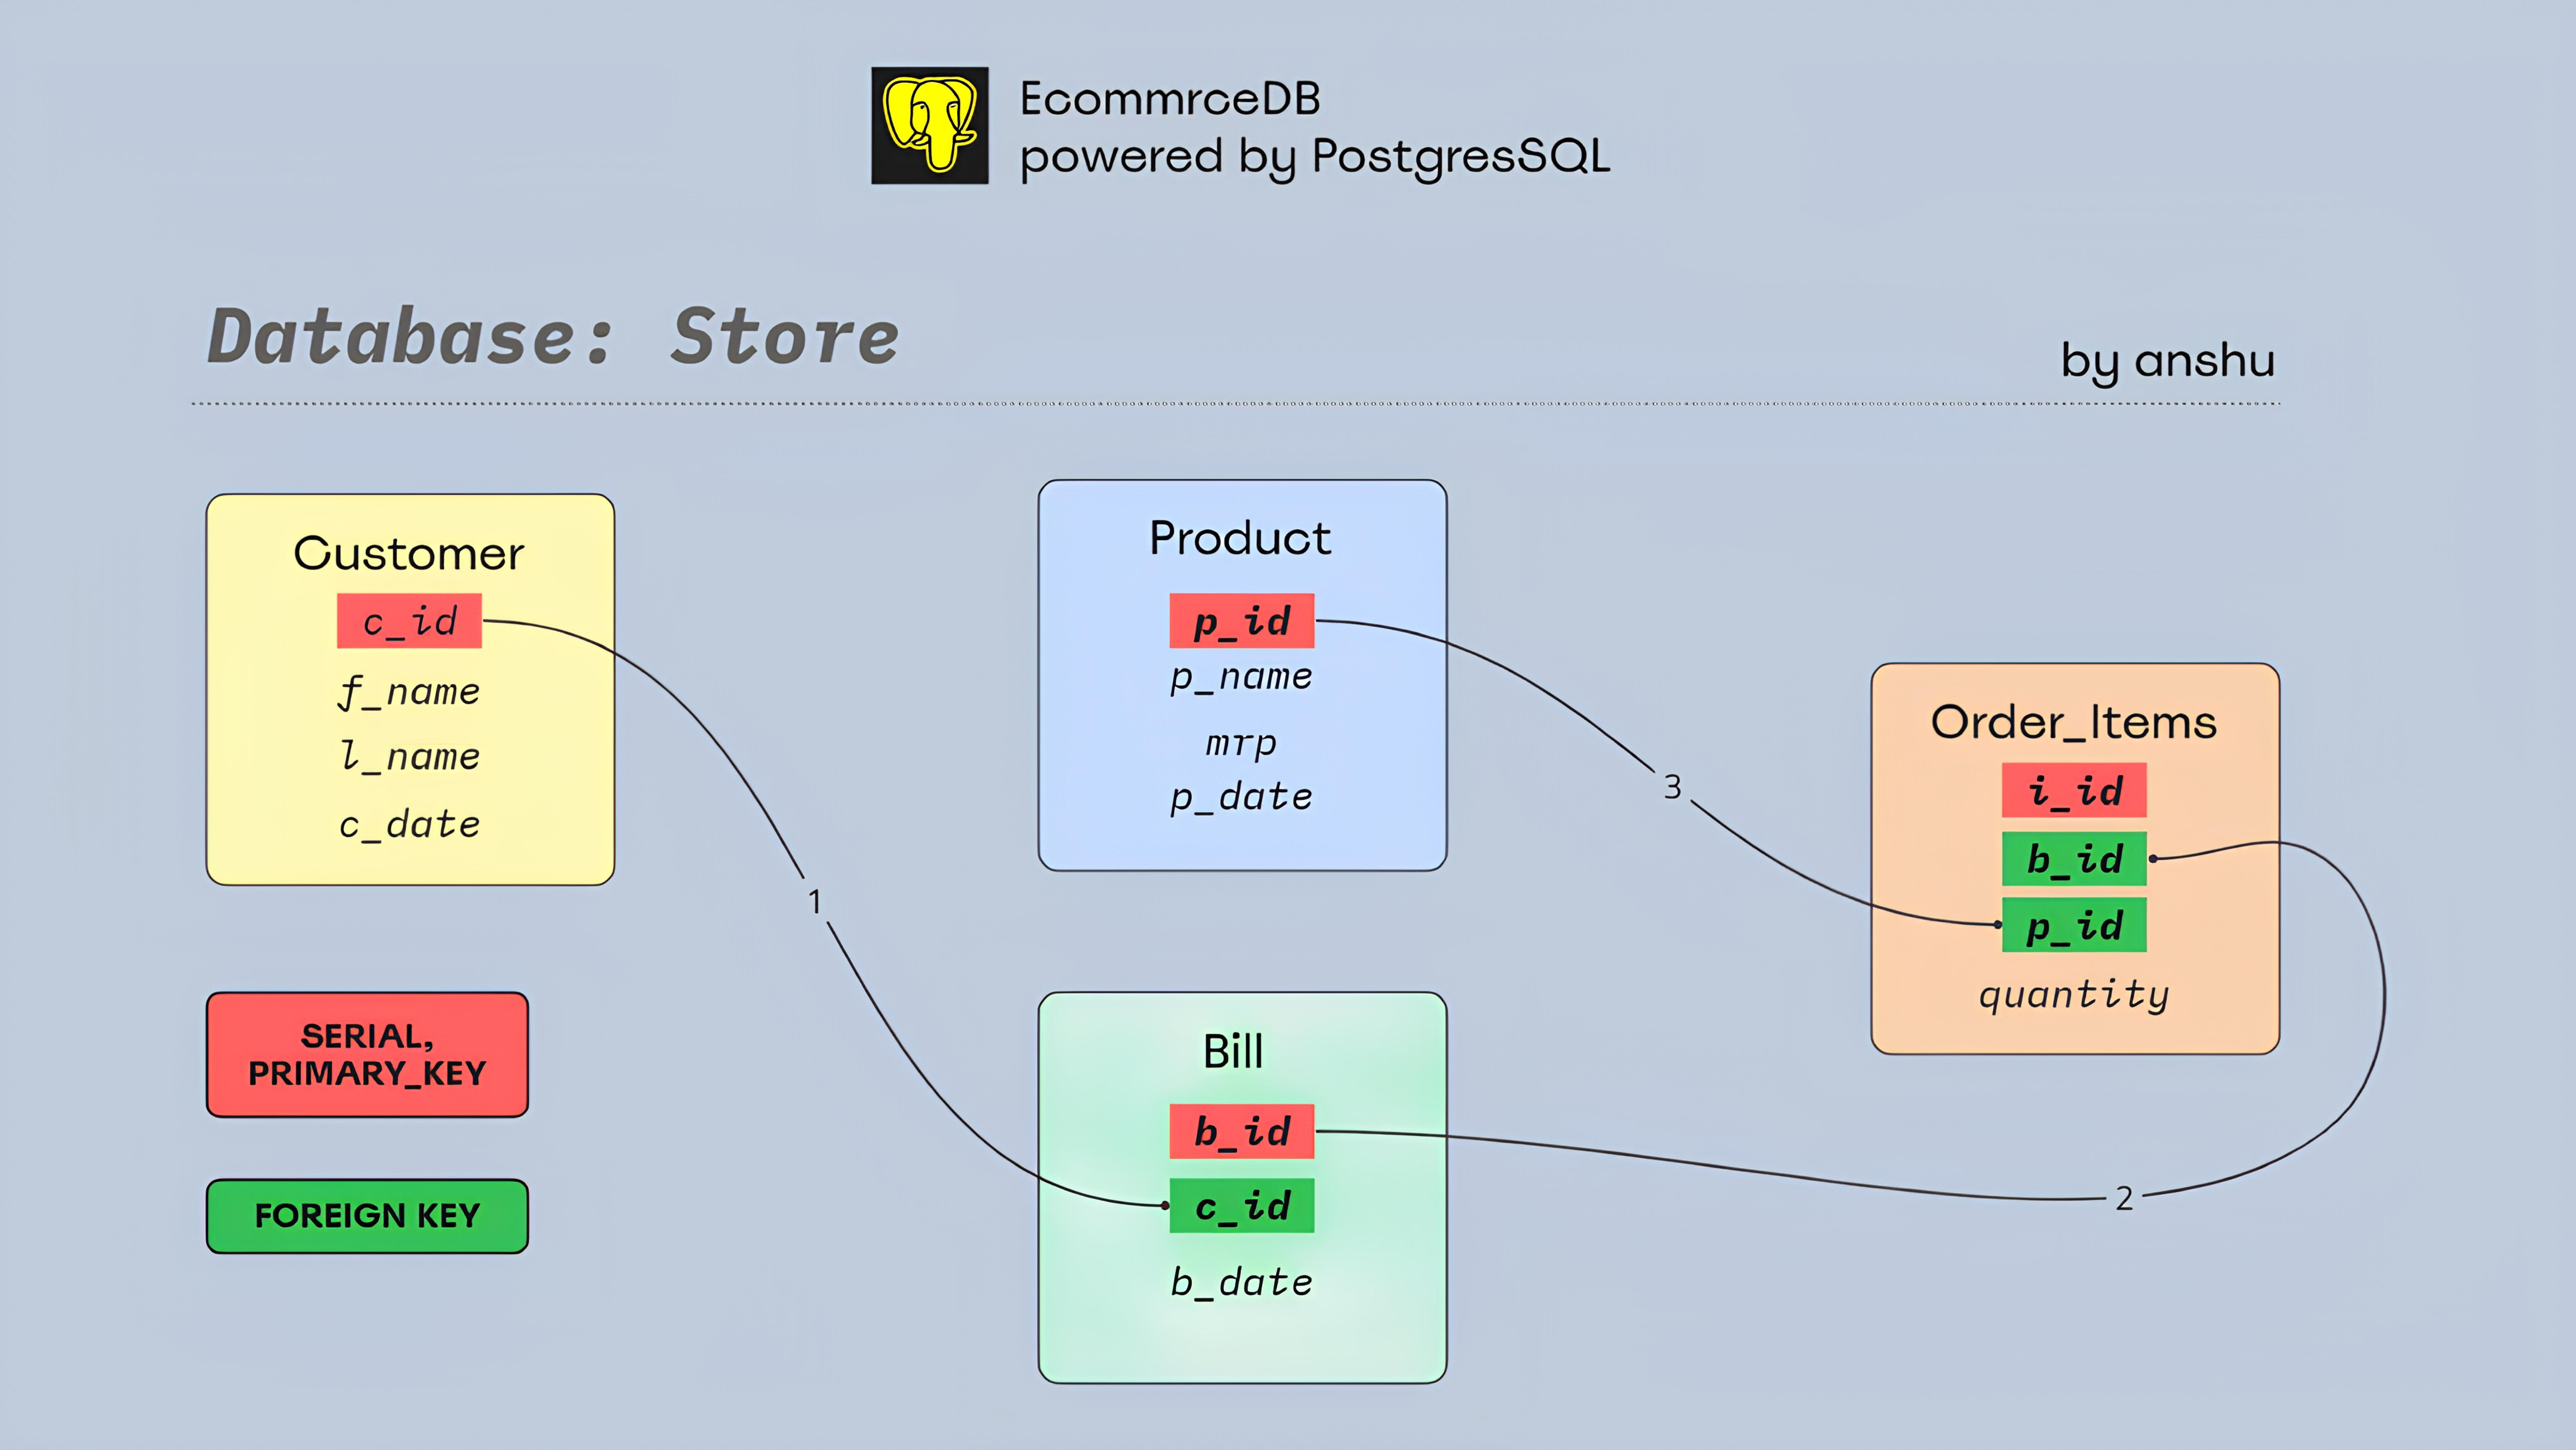 EcommrceDB
powered by PostgresSQL
Database: Store
by anshu
Customer
c_id
f_name
l_name
c_date
Product
p_id
p_name
mrp
p_date
Order_Items
i_id
b_id
p_id
quantity
1
3
2
SERIAL,
PRIMARY_KEY
FOREIGN KEY
Bill
b_id
c_id
b_date